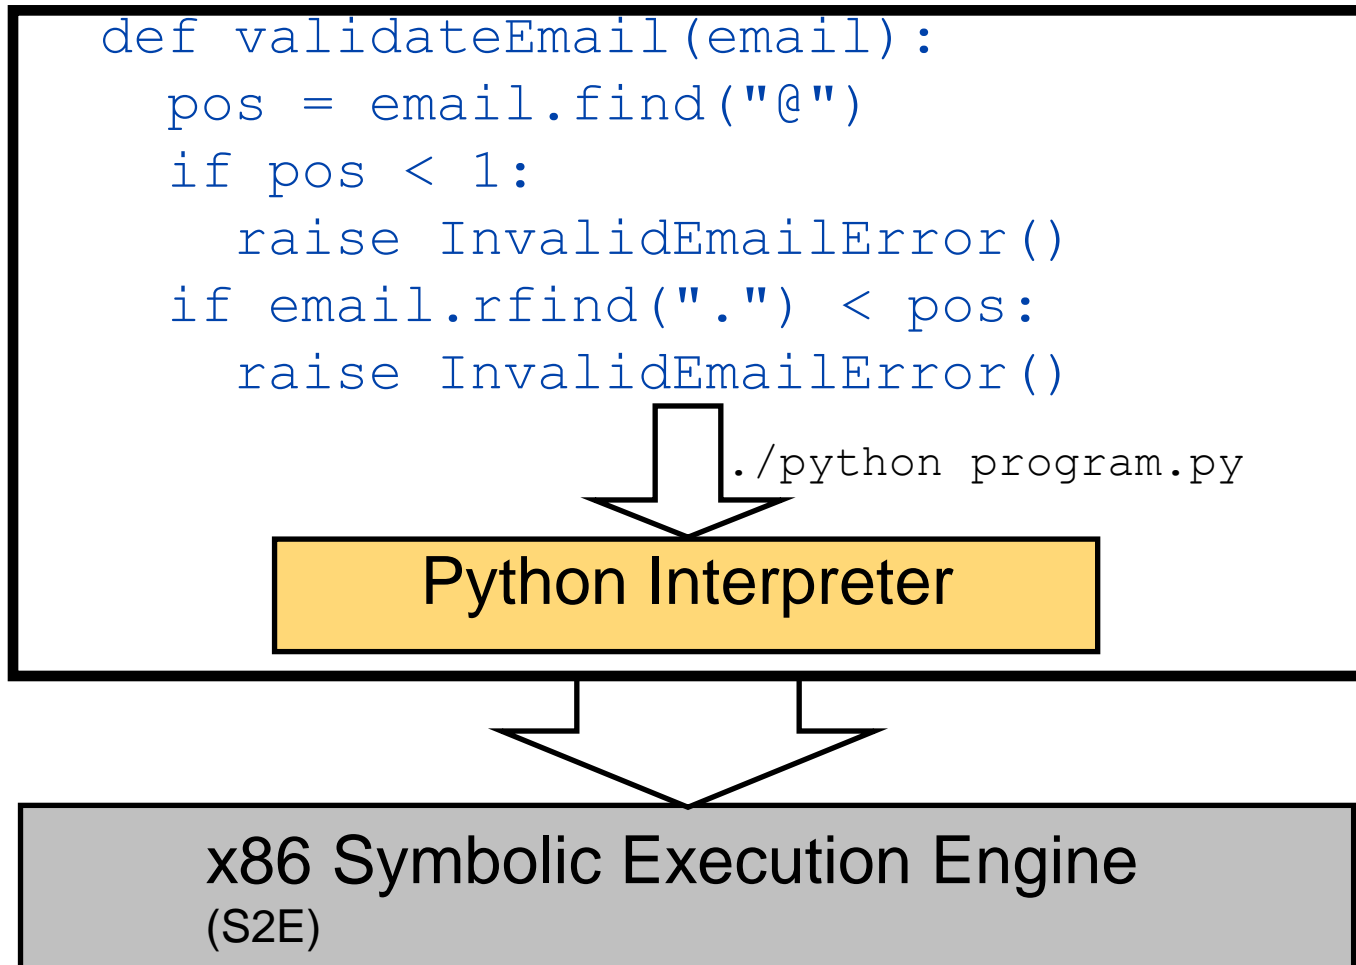 def validateEmail(email):
  pos = email.find("@")
  if pos < 1:
    raise InvalidEmailError()
  if email.rfind(".") < pos:
    raise InvalidEmailError()
./python program.py
Python Interpreter
x86 Symbolic Execution Engine
(S2E)